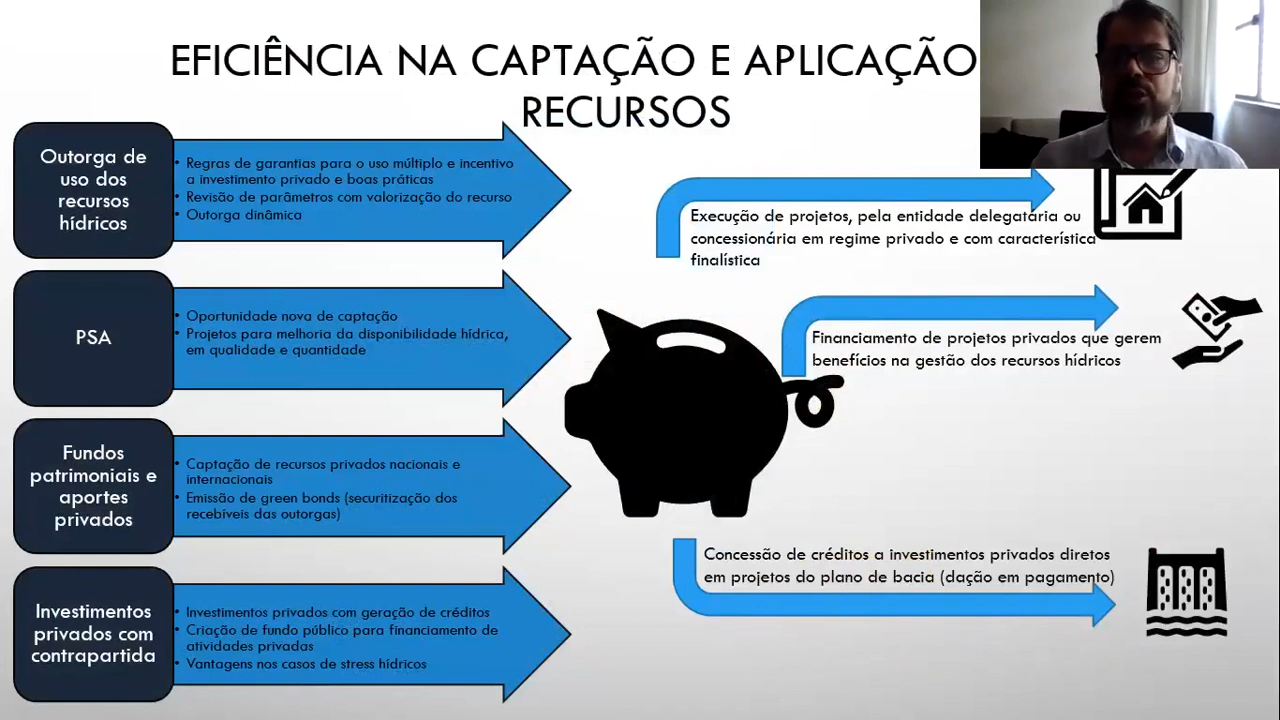 EFICIÊNCIA NA CAPTAÇÃO E APLICAÇÃO
RECURSOS
Outorga de
uso dos
recursos
hídricos
• Regras de garantias para o uso múltiplo e incentivo
a investimento privado e boas práticas
• Revisão de parâmetros com valorização do recurso
• Outorga dinâmica
PSA
• Oportunidade nova de captação
• Projetos para melhoria da disponibilidade hídrica,
em qualidade e quantidade
Fundos
patrimoniais e
aportes
privados
• Captação de recursos privados nacionais e
internacionais
• Emissão de green bonds (securitização dos
recebíveis das outorgas)
Investimentos
privados com
contrapartida
• Investimentos privados com geração de créditos
• Criação de fundo público para financiamento de
atividades privadas
• Vantagens nos casos de stress hídricos
Execução de projetos, pela entidade delegatária ou
concessionária em regime privado e com característica
finalística
Financiamento de projetos privados que gerem
benefícios na gestão dos recursos hídricos
Concessão de créditos a investimentos privados diretos
em projetos do plano de bacia (dação em pagamento)